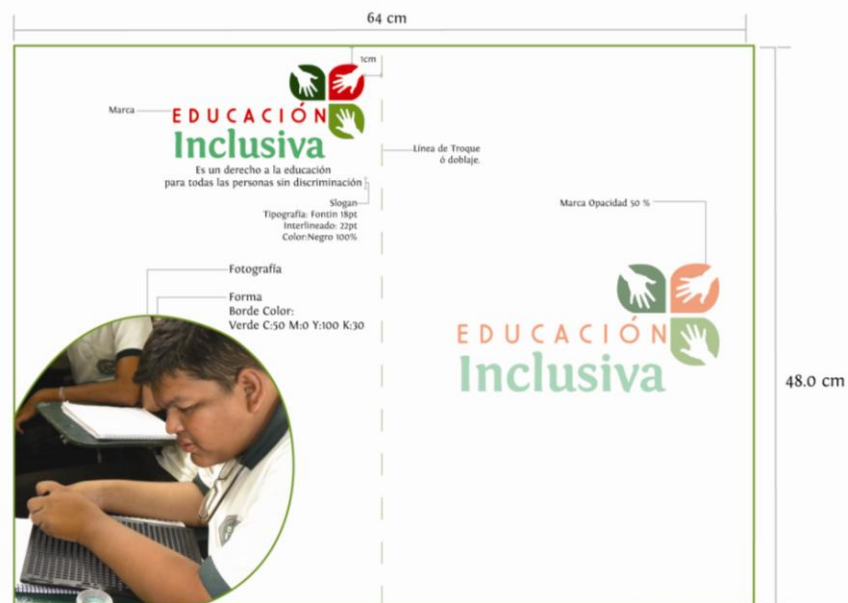 64 cm
1cm
Marca
EDUCACIÓN
Inclusiva
Es un derecho a la educación
para todas las personas sin discriminación
Línea de Troque
ó doblaje.
Slogan
Tipografía: Fontin 18pt
Interlineado: 22pt
Color:Negro 100%
Marca Opacidad 50 %
Fotografía
Forma
Borde Color:
Verde C:50 M:0 Y:100 K:30
EDUCACIÓN
Inclusiva
48.0 cm